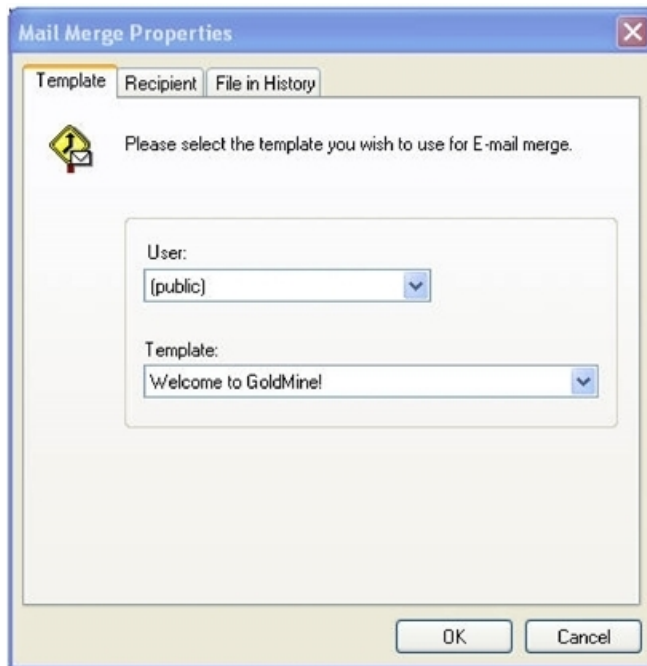 Mail Merge Properties
Template Recipient File in History
Please select the template you wish to use for E-mail merge.
User:
(public)
Template:
Welcome to GoldMine!
OK Cancel